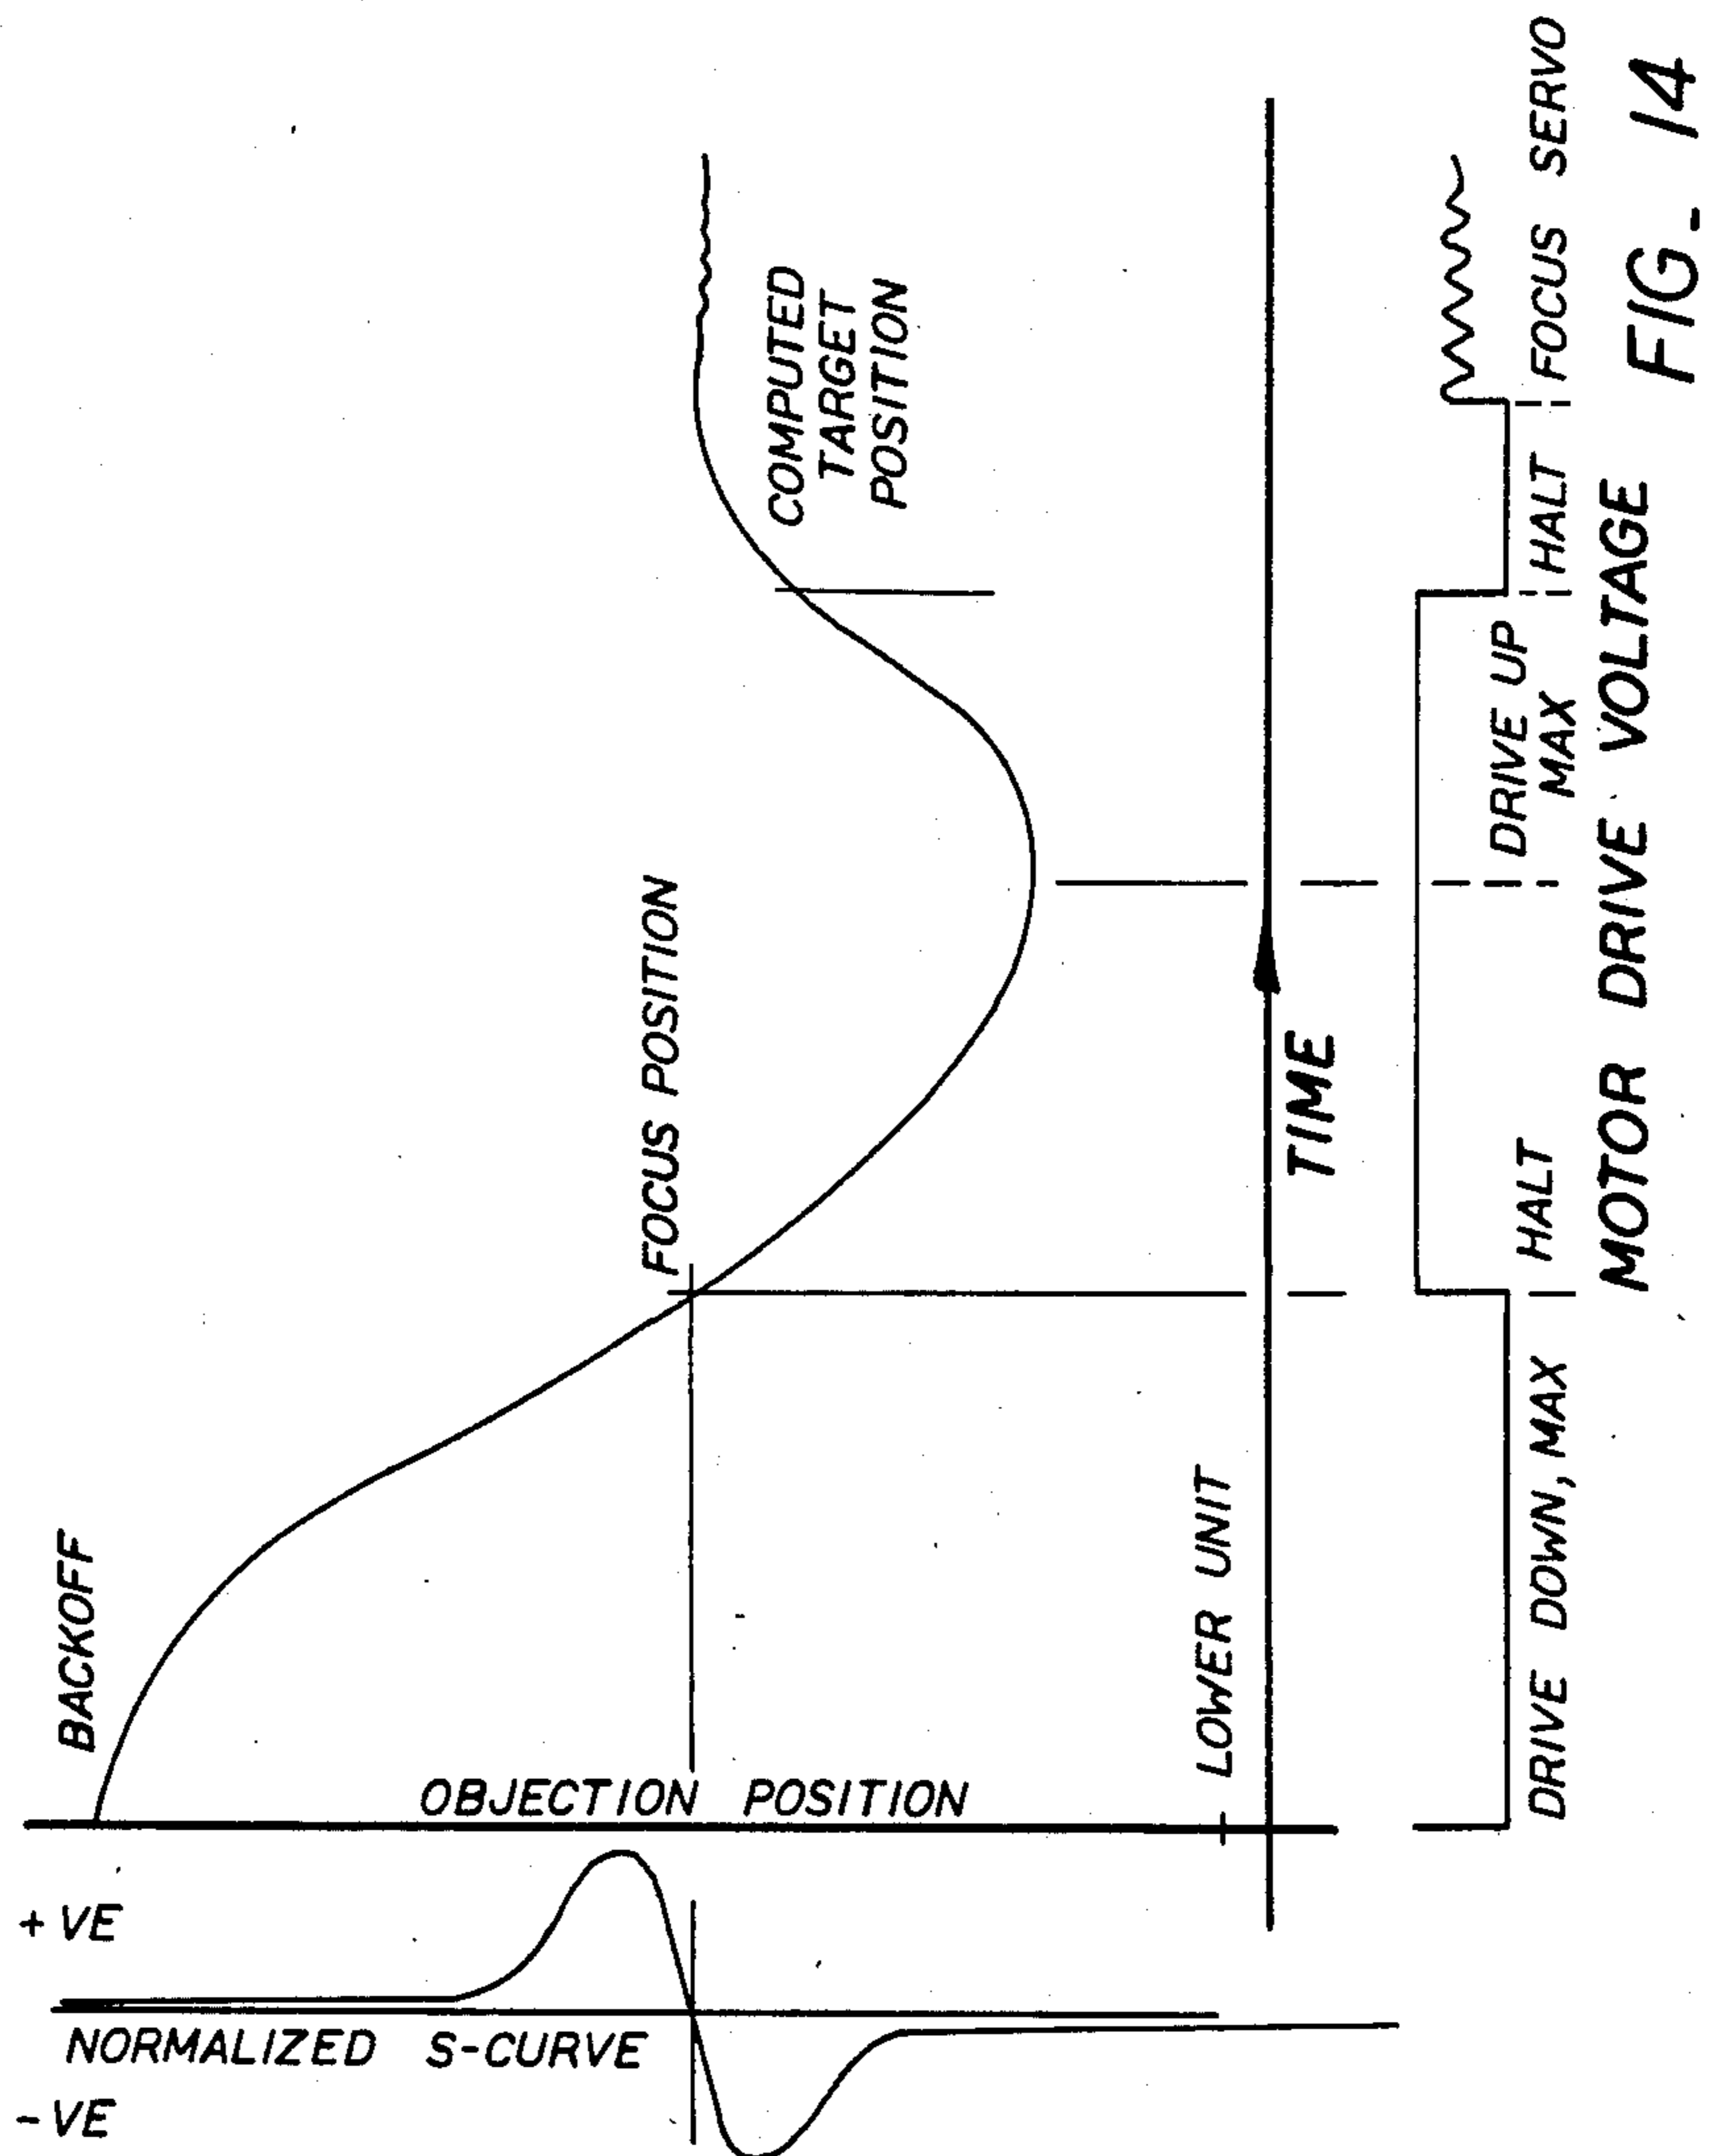 BACKOFF
FOCUS POSITION
COMPUTED
TARGET
POSITION
OBJECTION POSITION
LOWER UNIT
TIME
+VE
NORMALIZED S-CURVE
-VE
DRIVE DOWN, MAX
HALT
DRIVE UP
MAX
HALT
FOCUS SERVO
MOTOR DRIVE VOLTAGE
FIG_ 14